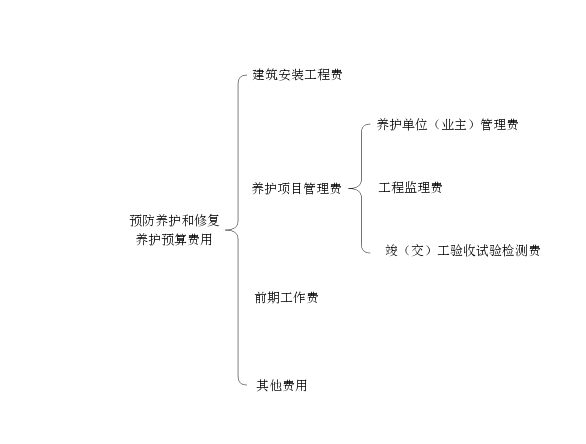 建筑安装工程费
养护单位（业主）管理费
养护项目管理费
工程监理费
预防养护和修复
养护预算费用
竣（交）工验收试验检测费
前期工作费
其他费用